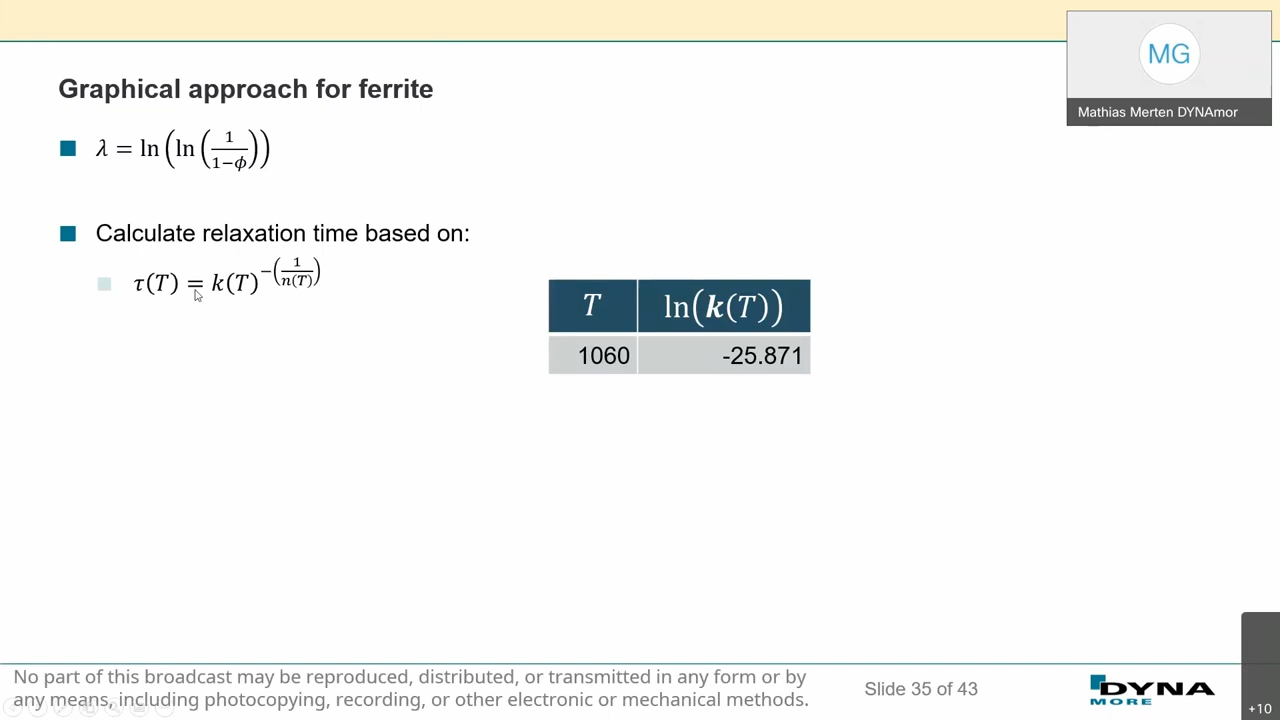 MG
Mathias Merten DYNAmor
Graphical approach for ferrite
λ = ln(ln(1/(1−ϕ)))
Calculate relaxation time based on:
τ(T) = k(T)^−(1/n(T))
T ln(k(T))
1060 -25.871
No part of this broadcast may be reproduced, distributed, or transmitted in any form or by
any means, including photocopying, recording, or other electronic or mechanical methods.
Slide 35 of 43
DYNA
MORE
+10